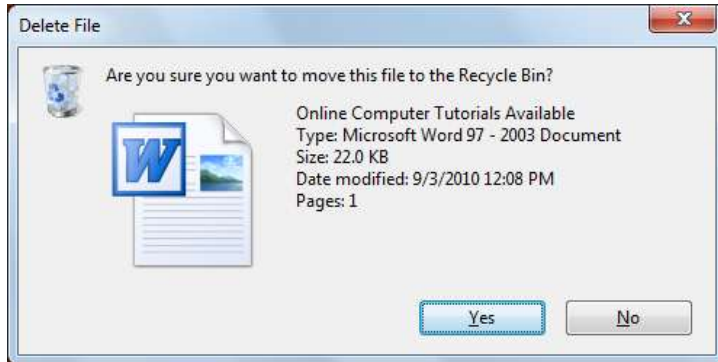 Delete File
Are you sure you want to move this file to the Recycle Bin?
W
Online Computer Tutorials Available
Type: Microsoft Word 97 - 2003 Document
Size: 22.0 KB
Date modified: 9/3/2010 12:08 PM
Pages: 1
Yes
No